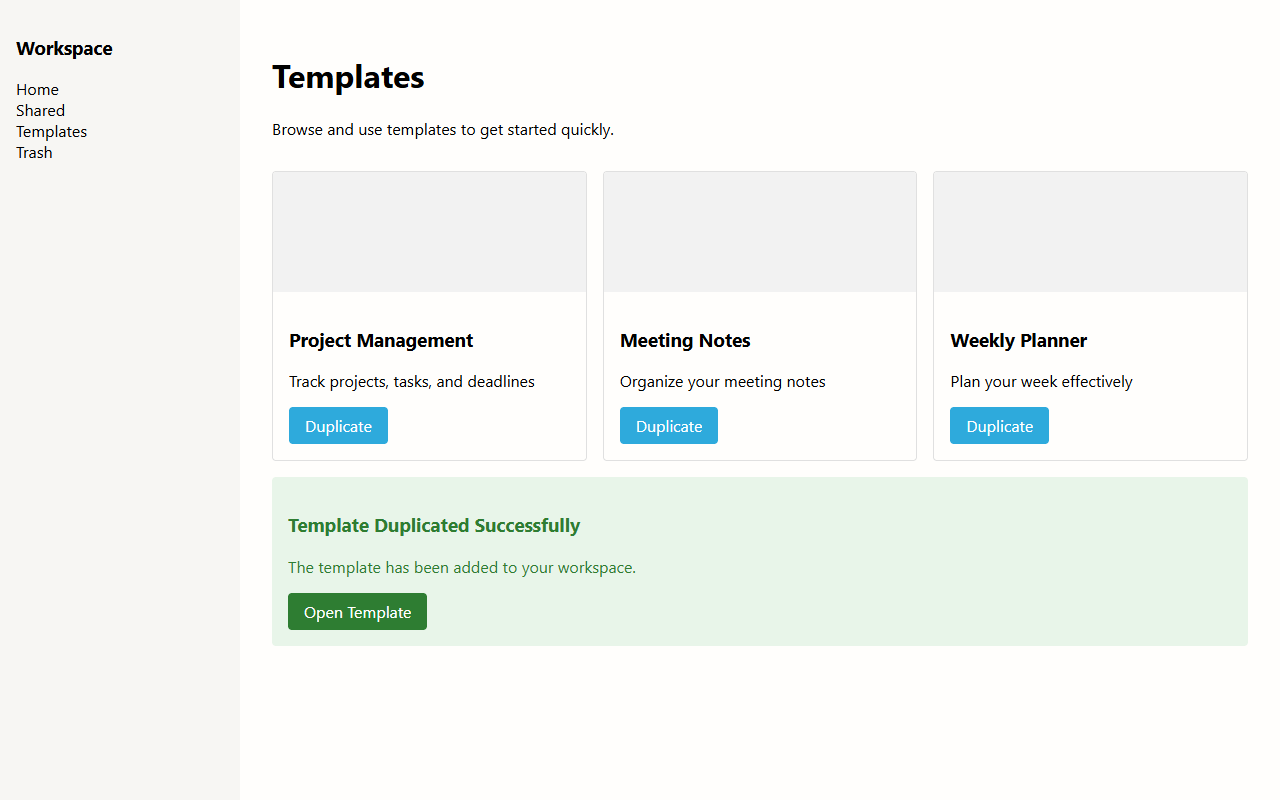 Workspace
Home
Shared
Templates
Trash
Templates
Browse and use templates to get started quickly.
Project Management
Track projects, tasks, and deadlines
Duplicate
Meeting Notes
Organize your meeting notes
Duplicate
Weekly Planner
Plan your week effectively
Duplicate
Template Duplicated Successfully
The template has been added to your workspace.
Open Template